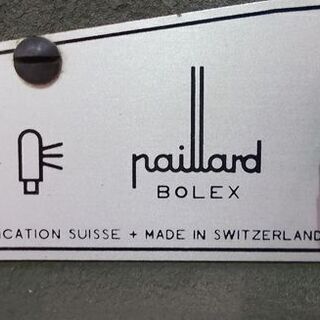 paillard
BOLEX
CATION SUISSE + MADE IN SWITZERLAND